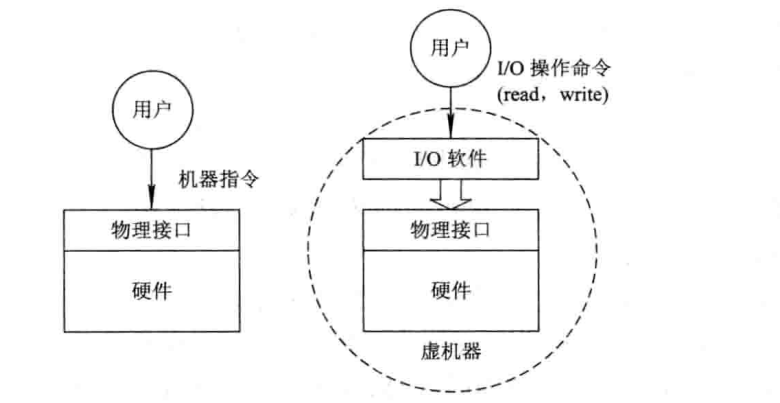 用户
机器指令
物理接口
硬件
用户
I/O 操作命令
(read，write)
I/O 软件
物理接口
硬件
虚机器